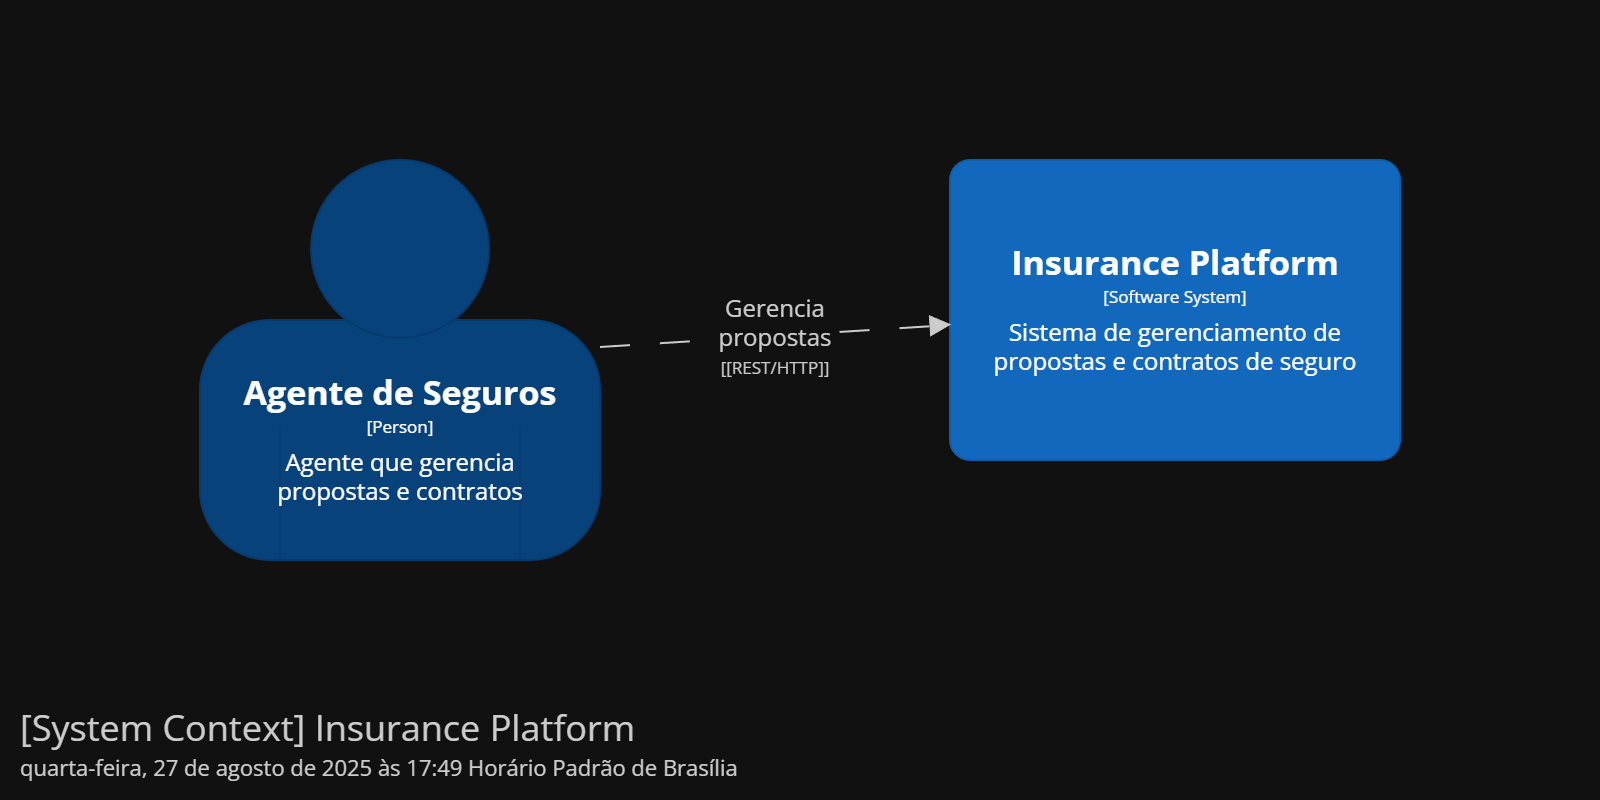 Agente de Seguros
[Person]
Agente que gerencia
propostas e contratos
Gerencia
propostas
[[REST/HTTP]]
Insurance Platform
[Software System]
Sistema de gerenciamento de
propostas e contratos de seguro
[System Context] Insurance Platform
quarta-feira, 27 de agosto de 2025 às 17:49 Horário Padrão de Brasília